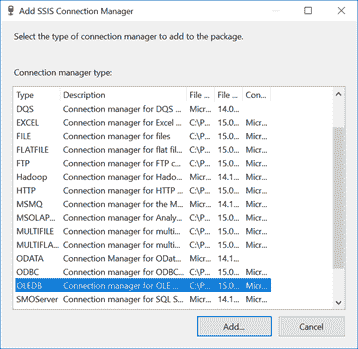 Add SSIS Connection Manager
Select the type of connection manager to add to the package.
Connection manager type:
Type Description File ... File ... Con...
DQS Connection manager for DQS ... Micr... 14.0...
EXCEL Connection manager for Excel ... C:\P... 15.0... Micr...
FILE Connection manager for files C:\P... 15.0... Micr...
FLATFILE Connection manager for flat fil... C:\P... 15.0... Micr...
FTP Connection manager for FTP c... C:\P... 15.0... Micr...
Hadoop Connection manager for Hado... Micr... 14.1... Micr...
HTTP Connection manager for HTTP ... C:\P... 15.0... Micr...
MSMQ Connection manager for the M... Micr... 14.1... Micr...
MSOLAP... Connection manager for Analy... C:\P... 15.0... Micr...
MULTIFILE Connection manager for multi... C:\P... 15.0... Micr...
MULTIFLA... Connection manager for multi... C:\P... 15.0... Micr...
ODATA Connection manager for ODat... Micr... 14.1...
ODBC Connection manager for ODBC... C:\P... 15.0... Micr...
OLEDB Connection manager for OLE ... C:\P... 15.0... Micr...
SMOServer Connection manager for SQL S... Micr... 14.1... Micr...
Add... Cancel